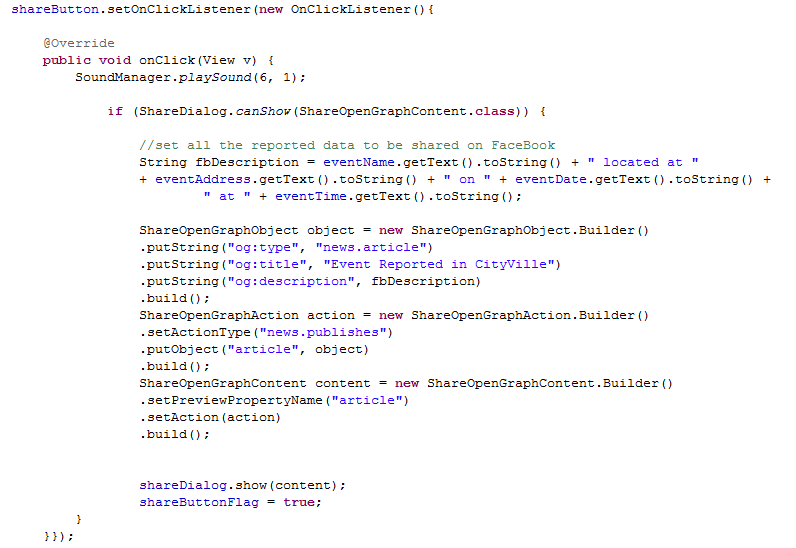 shareButton.setOnClickListener(new OnClickListener(){
@Override
public void onClick(View v) {
SoundManager.playSound(6, 1);
if (ShareDialog.canShow(ShareOpenGraphContent.class)) {
//set all the reported data to be shared on FaceBook
String fbDescription = eventName.getText().toString() + " located at "
+ eventAddress.getText().toString() + " on " + eventDate.getText().toString() +
" at " + eventTime.getText().toString();
ShareOpenGraphObject object = new ShareOpenGraphObject.Builder()
.putString("og:type", "news.article")
.putString("og:title", "Event Reported in CityVille")
.putString("og:description", fbDescription)
.build();
ShareOpenGraphAction action = new ShareOpenGraphAction.Builder()
.setActionType("news.publishes")
.putObject("article", object)
.build();
ShareOpenGraphContent content = new ShareOpenGraphContent.Builder()
.setPreviewPropertyName("article")
.setAction(action)
.build();
shareDialog.show(content);
shareButtonFlag = true;
}
}});